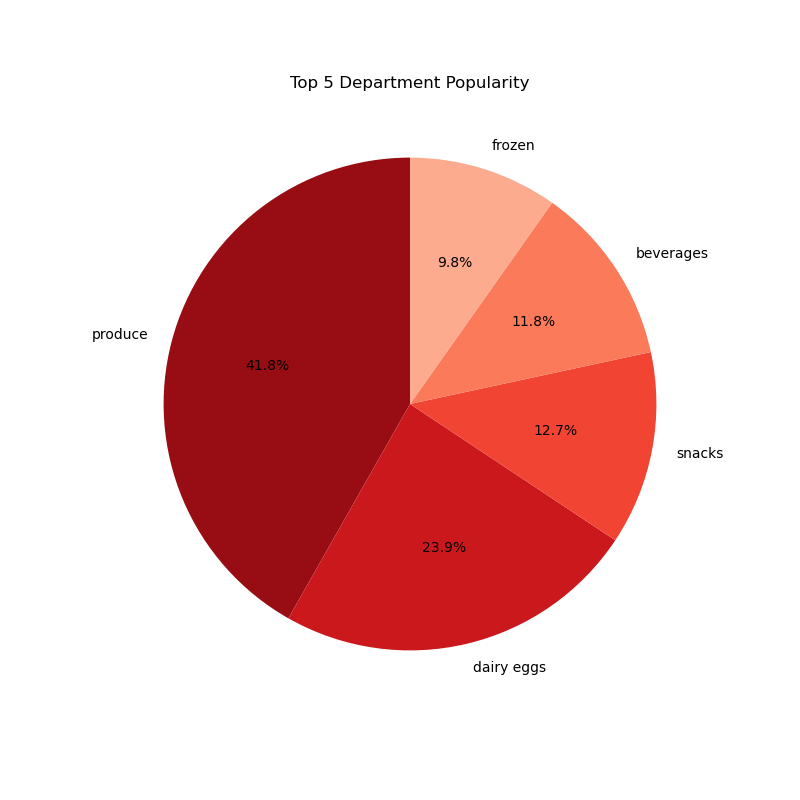 Top 5 Department Popularity
frozen
beverages
9.8%
11.8%
produce
41.8%
12.7%
snacks
23.9%
dairy eggs